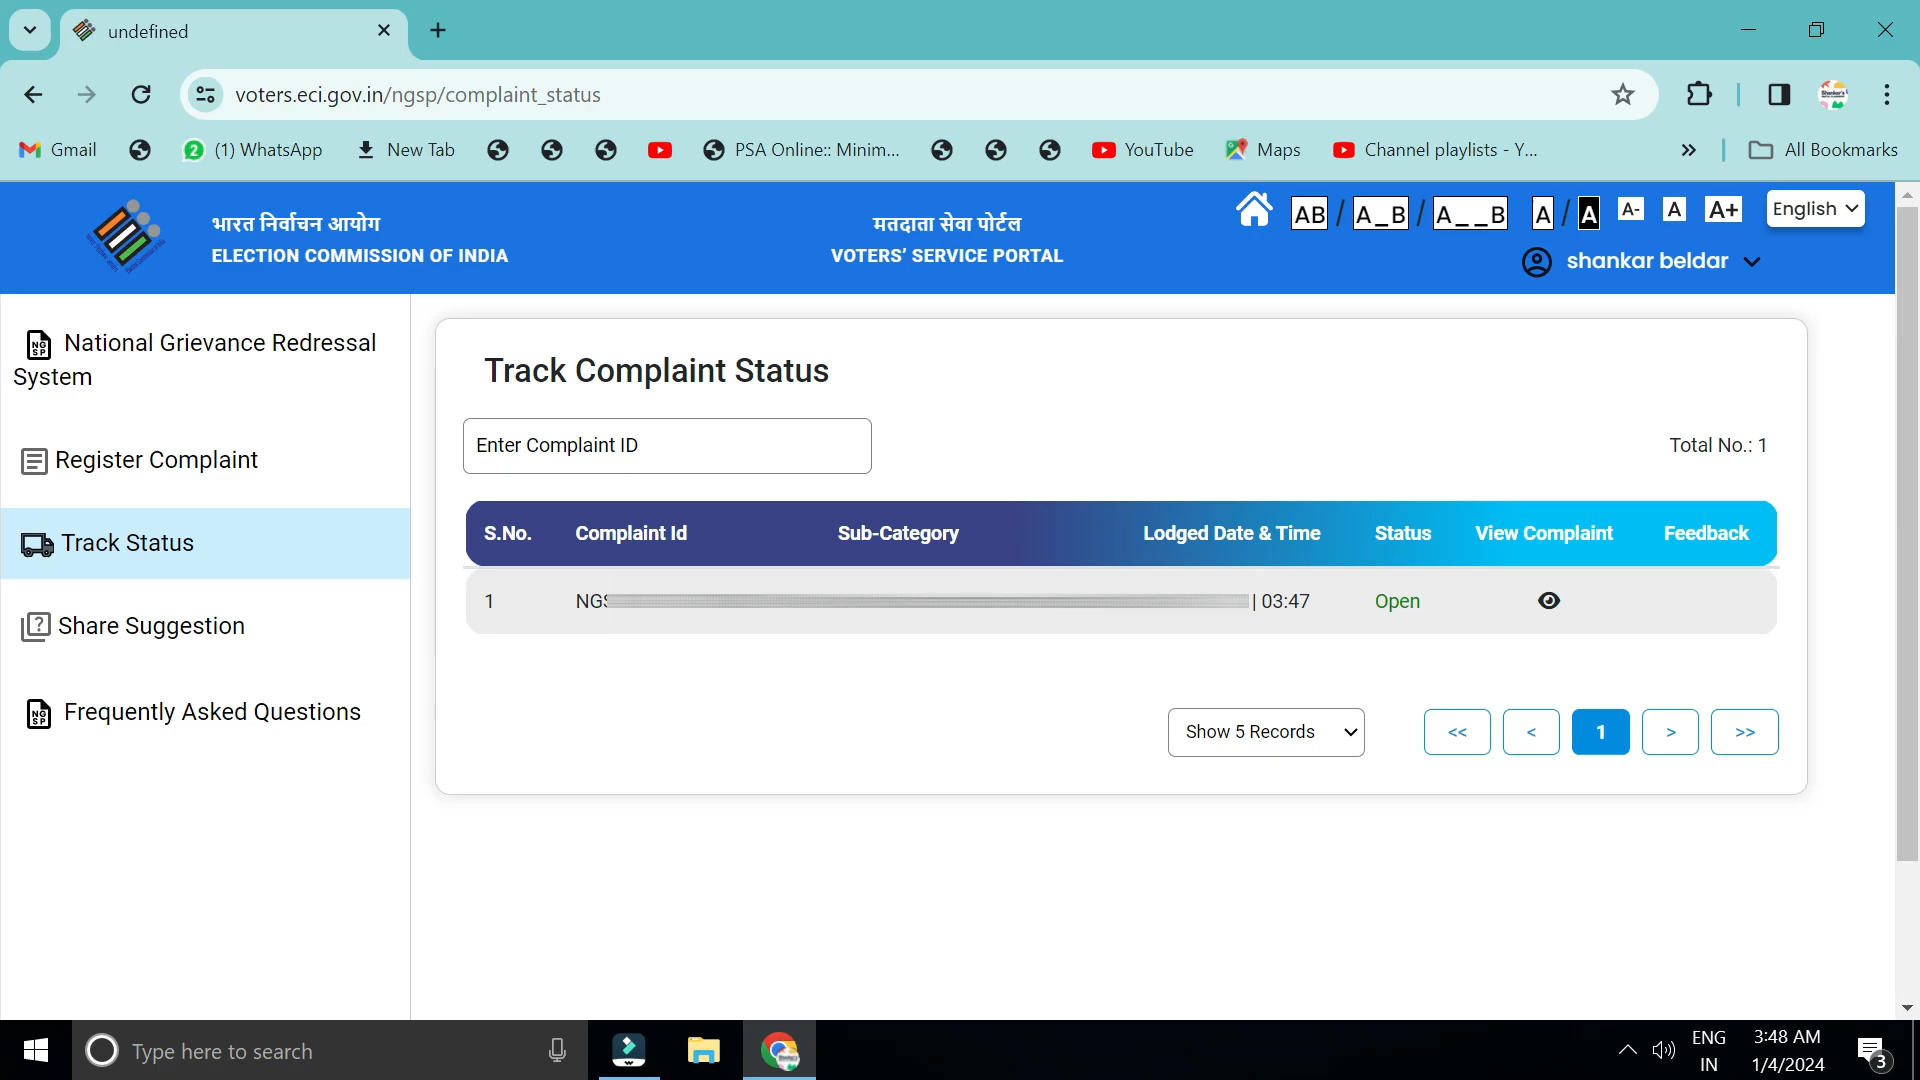 undefined
voters.eci.gov.in/ngsp/complaint_status
Gmail
(1) WhatsApp
New Tab
PSA Online:: Minim...
YouTube
Maps
Channel playlists - Y...
»
All Bookmarks
भारत निर्वाचन आयोग
ELECTION COMMISSION OF INDIA
मतदाता सेवा पोर्टल
VOTERS' SERVICE PORTAL
AB / A_B / A__B A / A A- A A+
English
shankar beldar
National Grievance Redressal
System
Register Complaint
Track Status
Share Suggestion
Frequently Asked Questions
Track Complaint Status
Enter Complaint ID
Total No.: 1
S.No. Complaint Id Sub-Category Lodged Date & Time Status View Complaint Feedback
1 | 03:47 Open
Show 5 Records
<< < 1 > >>
Type here to search
ENG
IN
3:48 AM
1/4/2024
3